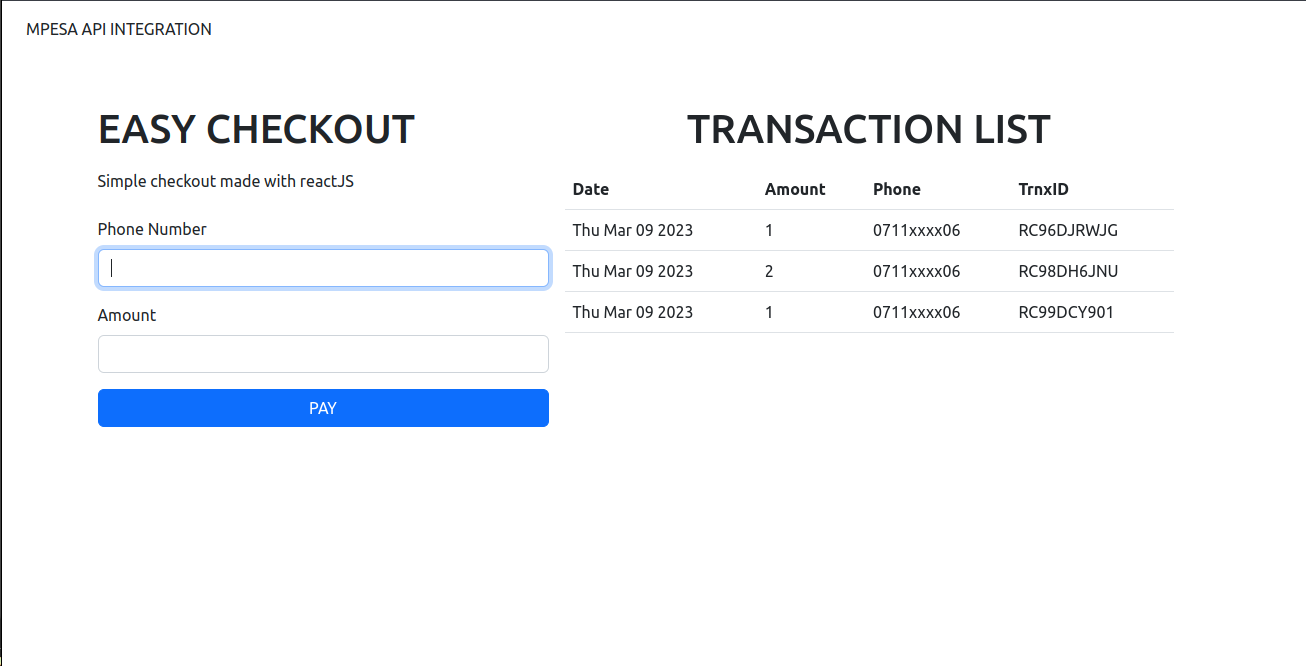 MPESA API INTEGRATION
EASY CHECKOUT
Simple checkout made with reactJS
Phone Number
Amount
PAY
TRANSACTION LIST
Date Amount Phone TrnxID
Thu Mar 09 2023 1 0711xxxx06 RC96DJRWJG
Thu Mar 09 2023 2 0711xxxx06 RC98DH6JNU
Thu Mar 09 2023 1 0711xxxx06 RC99DCY901